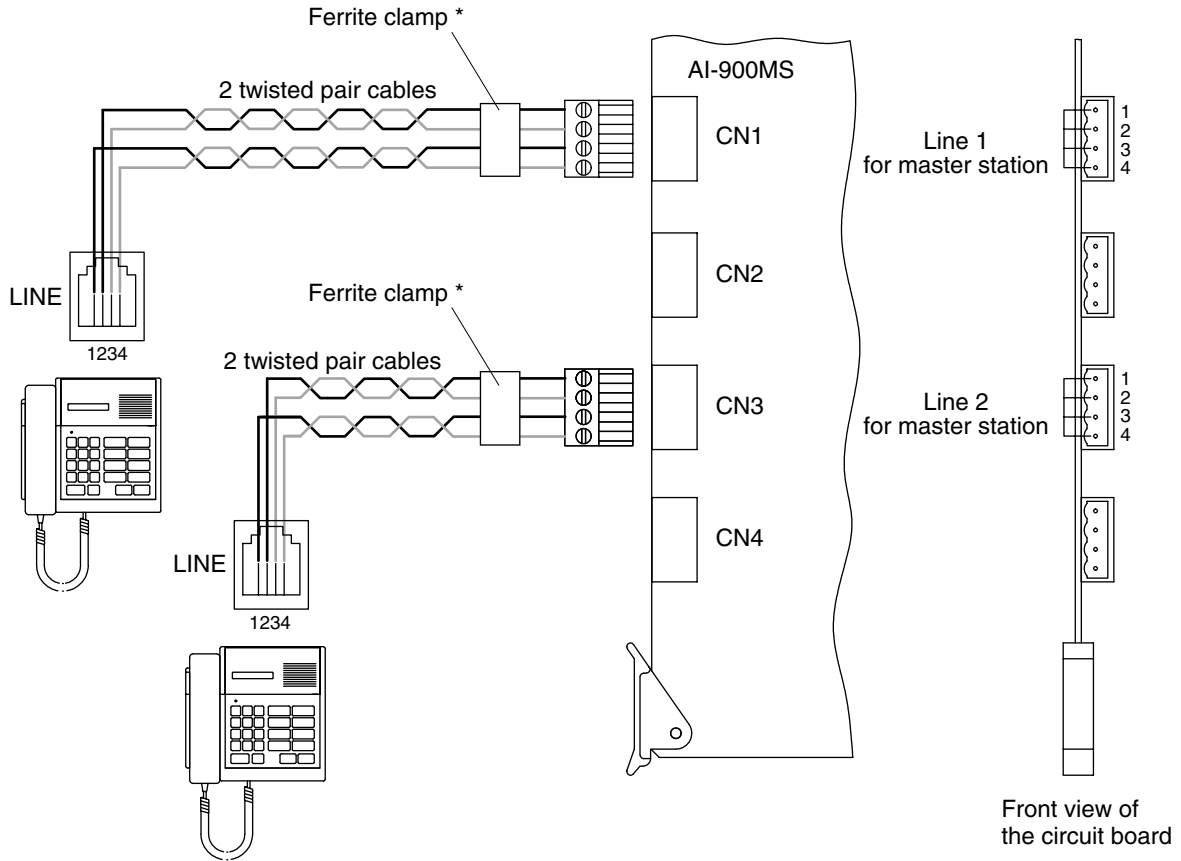 Ferrite clamp *
2 twisted pair cables
AI-900MS
CN1
Line 1
for master station
1
2
3
4
LINE
1234
CN2
Ferrite clamp *
2 twisted pair cables
CN3
Line 2
for master station
1
2
3
4
LINE
1234
CN4
Front view of
the circuit board